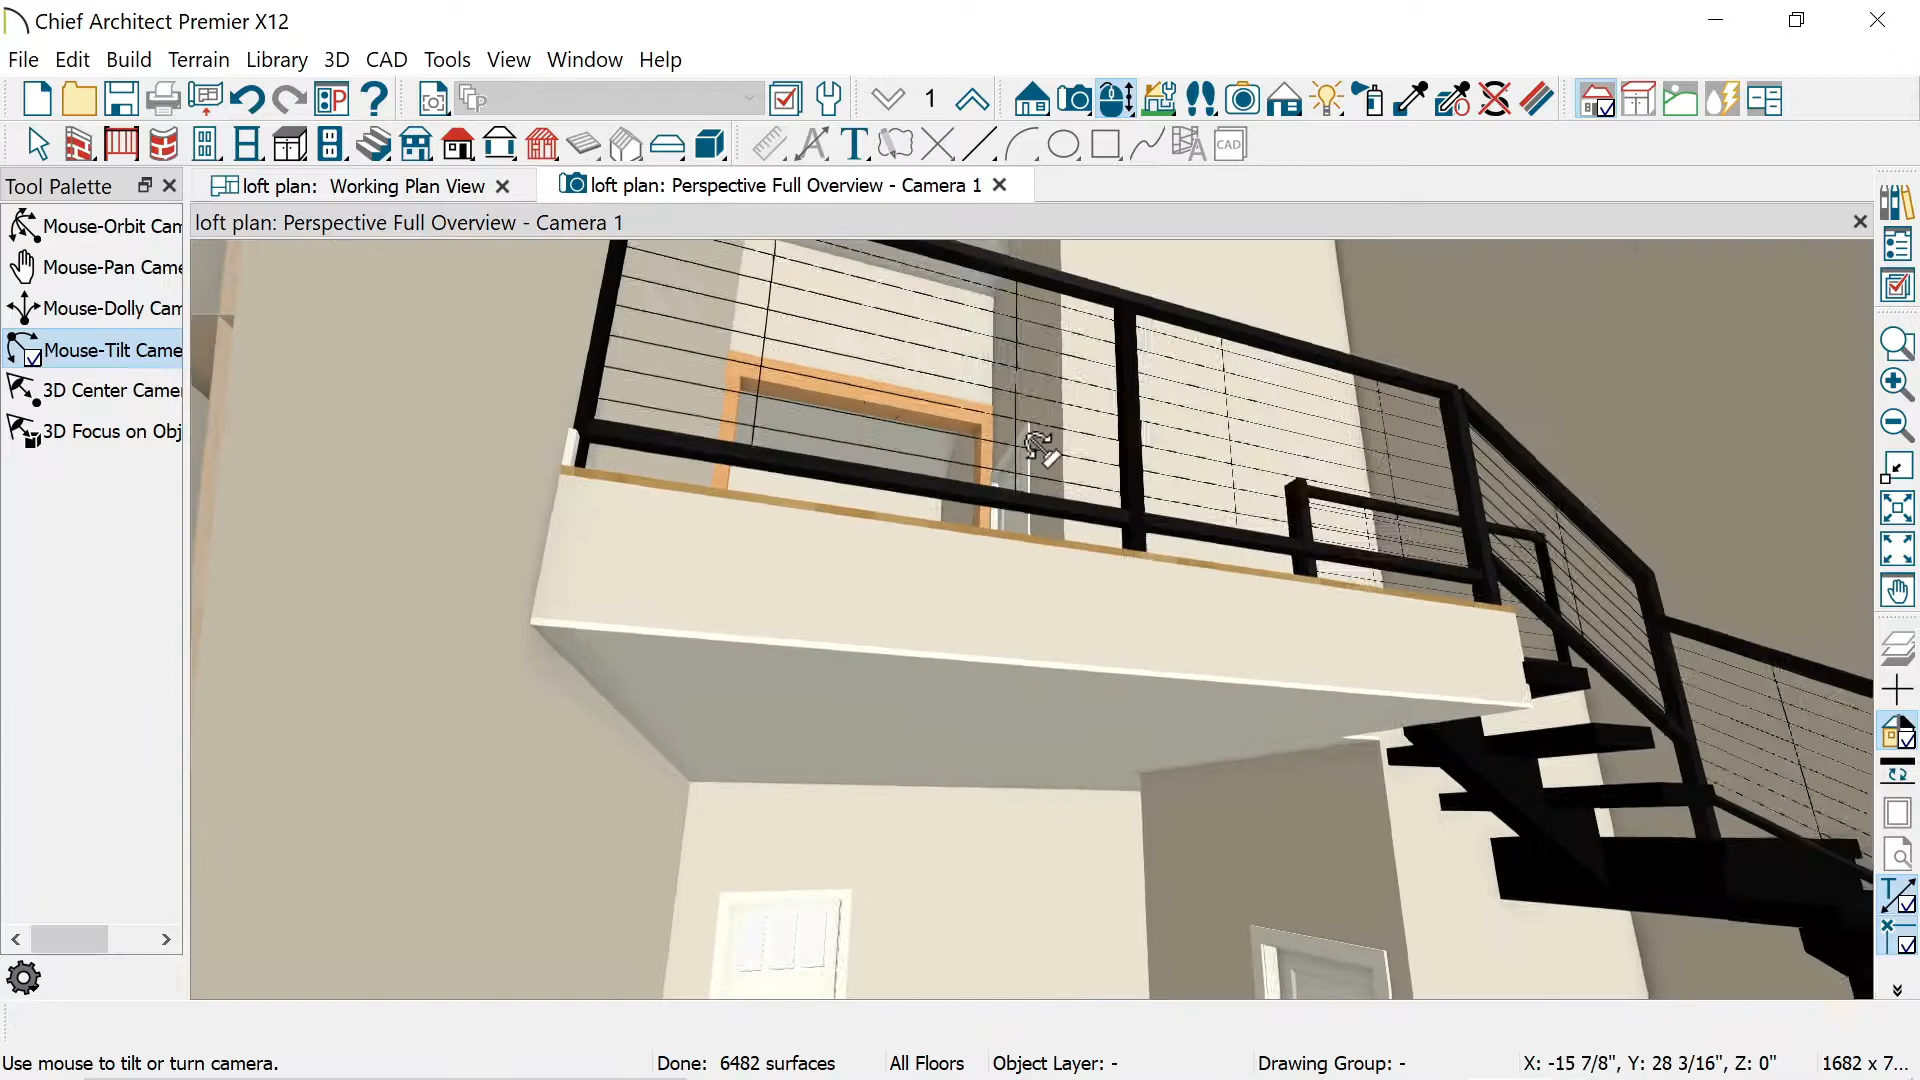 Chief Architect Premier X12
File Edit Build Terrain Library 3D CAD Tools View Window Help
1
CAD
Tool Palette
loft plan: Working Plan View
loft plan: Perspective Full Overview - Camera 1
loft plan: Perspective Full Overview - Camera 1
Mouse-Orbit Cam
Mouse-Pan Came
Mouse-Dolly Cam
Mouse-Tilt Came
3D Center Came
3D Focus on Obj
Use mouse to tilt or turn camera.
Done: 6482 surfaces
All Floors
Object Layer: -
Drawing Group: -
X: -15 7/8", Y: 28 3/16", Z: 0"
1682 x 7...